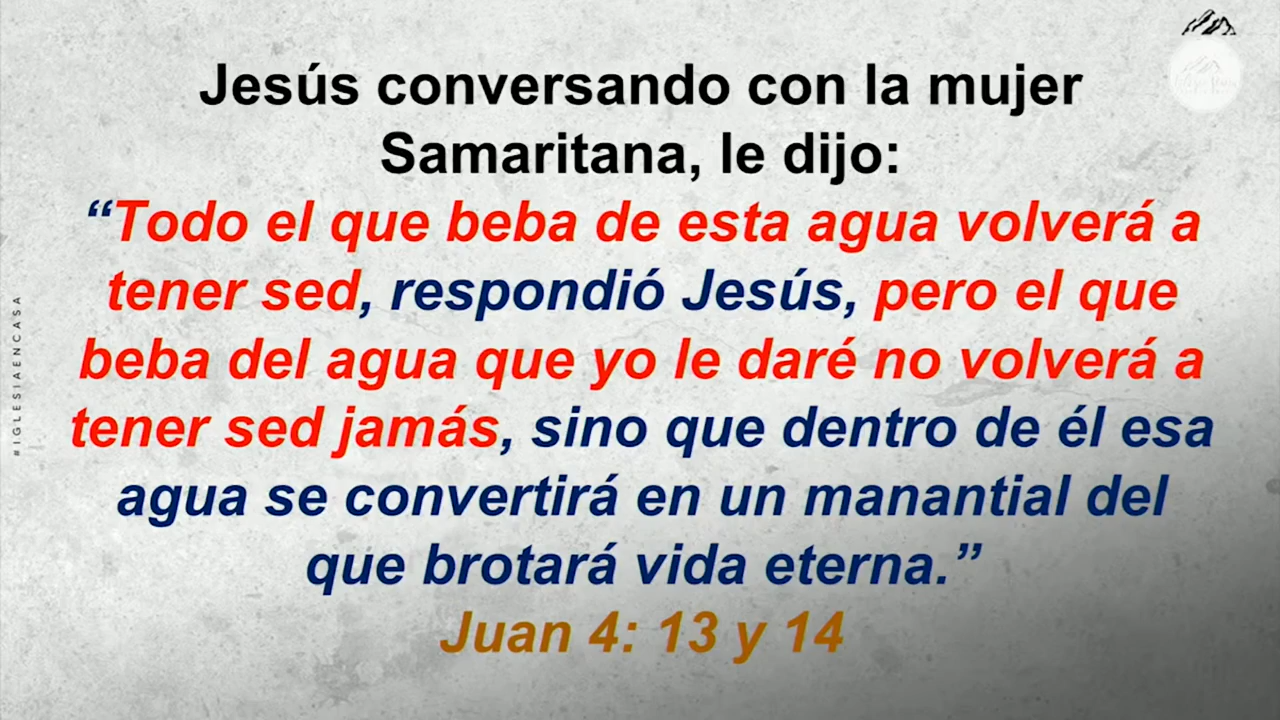 Jesús conversando con la mujer
Samaritana, le dijo:
“Todo el que beba de esta agua volverá a
tener sed, respondió Jesús, pero el que
beba del agua que yo le daré no volverá a
tener sed jamás, sino que dentro de él esa
agua se convertirá en un manantial del
que brotará vida eterna.”
Juan 4: 13 y 14
#IGLESIAENCASA